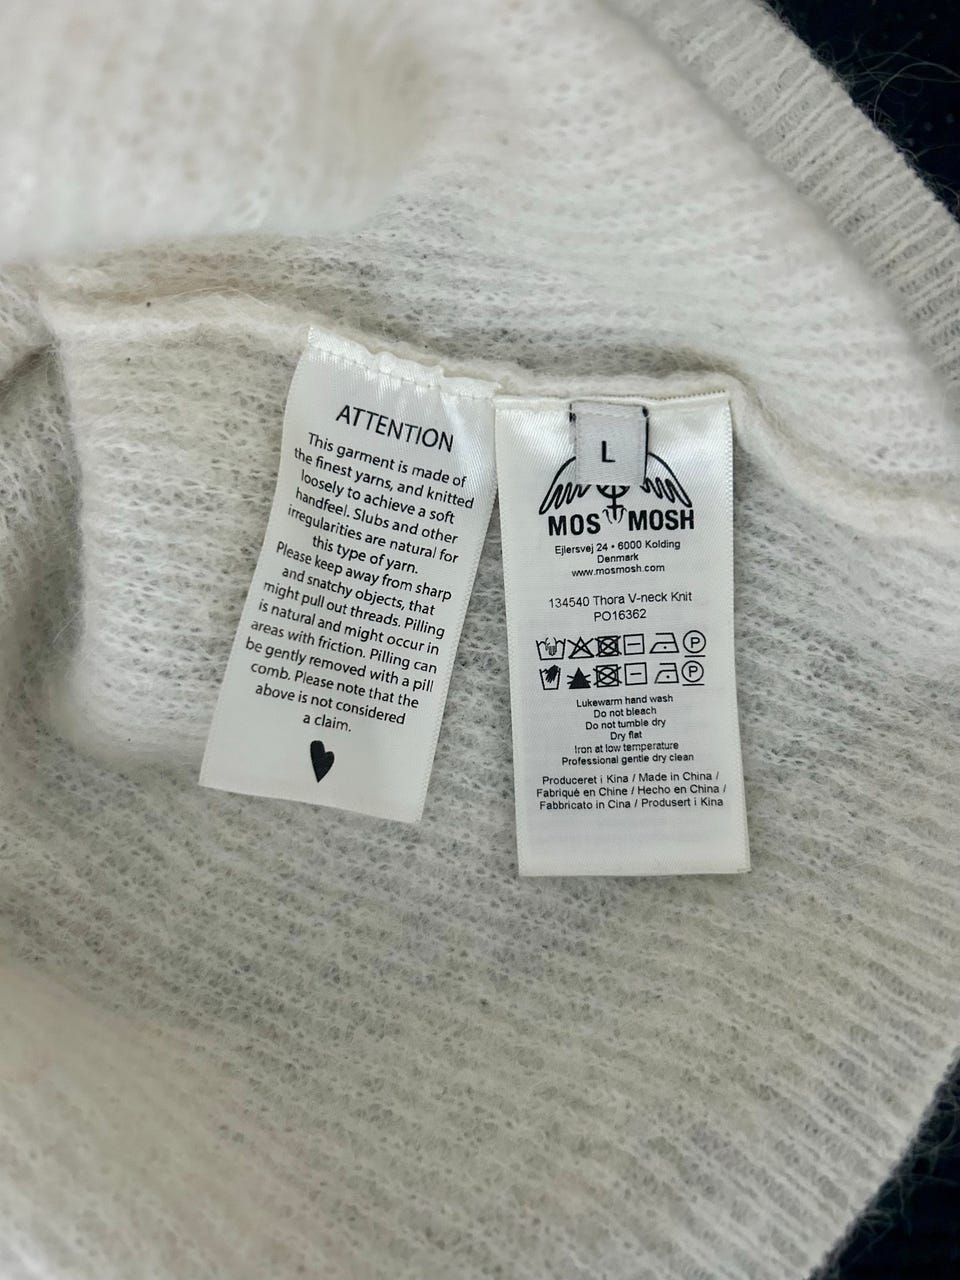 ATTENTION
This garment is made of
the finest yarns, and knitted
loosely to achieve a soft
handfeel. Slubs and other
irregularities are natural for
this type of yarn.
Please keep away from sharp
and snatchy objects, that
might pull out threads. Pilling
is natural and might occur in
areas with friction. Pilling can
be gently removed with a pill
comb. Please note that the
above is not considered
a claim.
L
MOS MOSH
Ejlersvej 24 • 6000 Kolding
Denmark
www.mosmosh.com
134540 Thora V-neck Knit
PO16362
P
P
Lukewarm hand wash
Do not bleach
Do not tumble dry
Dry flat
Iron at low temperature
Professional gentle dry clean
Produceret i Kina / Made in China /
Fabriqué en Chine / Hecho en China /
Fabbricato in Cina / Produsert i Kina